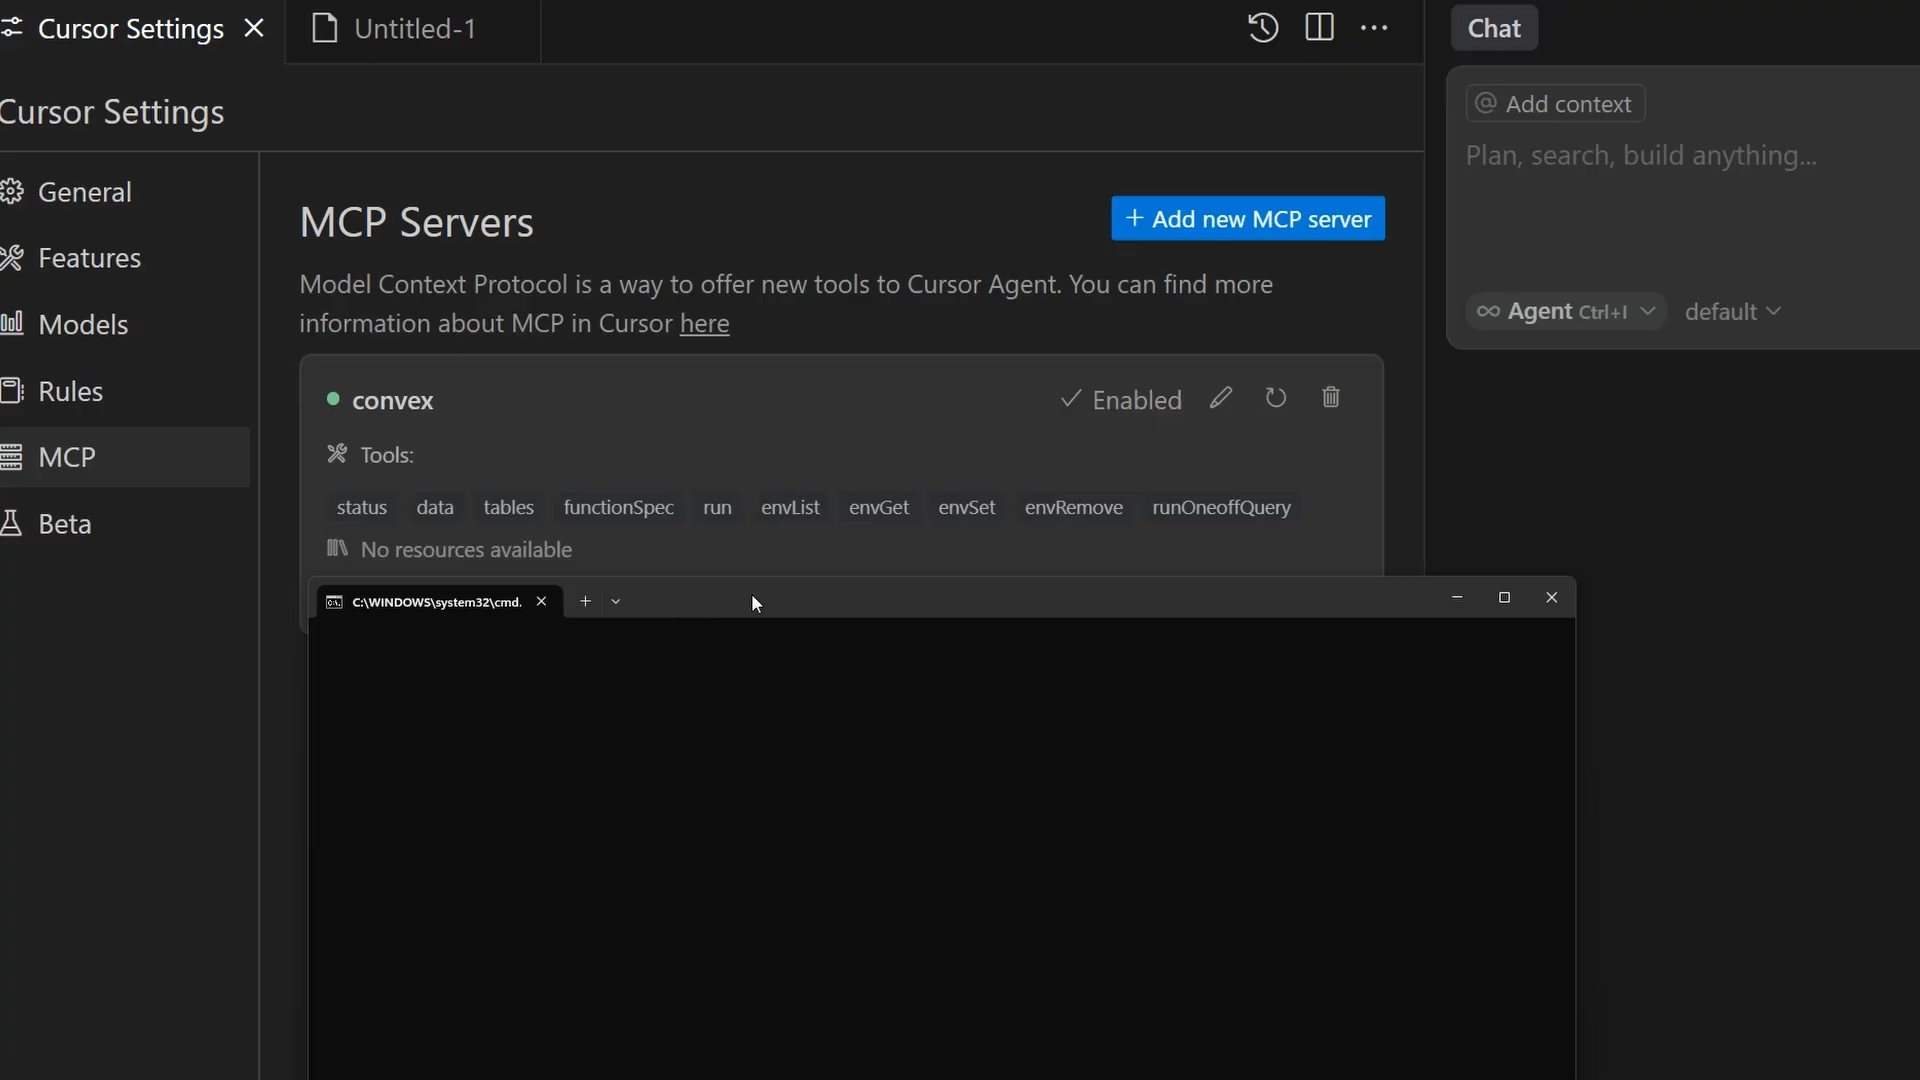 Cursor Settings
Untitled-1
Chat
Cursor Settings
@ Add context
Plan, search, build anything...
Agent Ctrl+I
default
General
Features
Models
Rules
MCP
Beta
MCP Servers
+ Add new MCP server
Model Context Protocol is a way to offer new tools to Cursor Agent. You can find more
information about MCP in Cursor here
convex
Enabled
Tools:
status data tables functionSpec run envList envGet envSet envRemove runOneoffQuery
No resources available
C:\WINDOWS\system32\cmd.